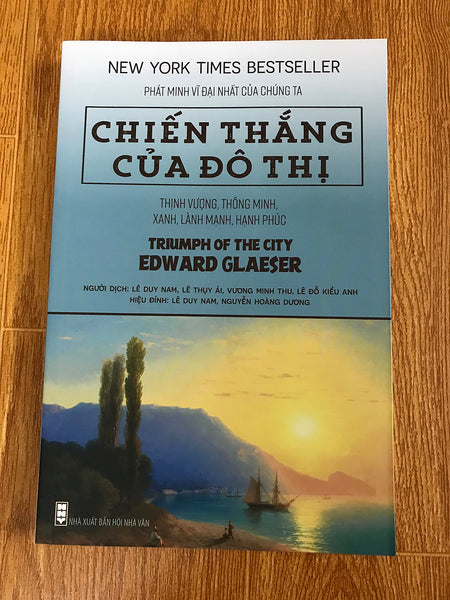 NEW YORK TIMES BESTSELLER
PHÁT MINH VĨ ĐẠI NHẤT CỦA CHÚNG TA
CHIẾN THẮNG
CỦA ĐÔ THỊ
THỊNH VƯỢNG, THÔNG MINH,
XANH, LÀNH MẠNH, HẠNH PHÚC
TRIUMPH OF THE CITY
EDWARD GLAESER
NGƯỜI DỊCH: LÊ DUY NAM, LÊ THỤY ÁI, VƯƠNG MINH THU, LÊ ĐỖ KIỀU ANH
HIỆU ĐÍNH: LÊ DUY NAM, NGUYỄN HOÀNG DƯƠNG
NHÀ XUẤT BẢN HỘI NHÀ VĂN